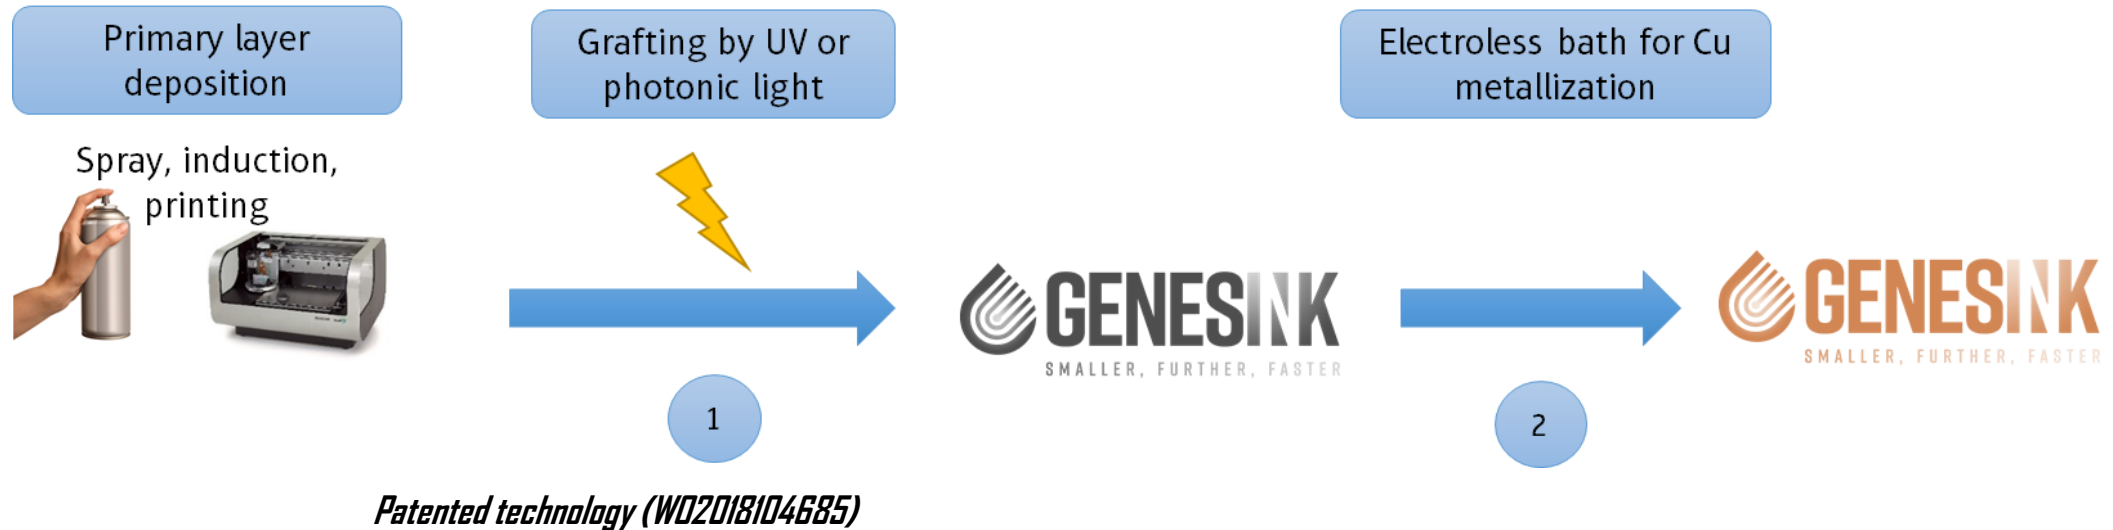 Primary layer
deposition
Spray, induction,
printing
Grafting by UV or
photonic light
1
Patented technology (WO2018104685)
GENESINK
SMALLER, FURTHER, FASTER
Electroless bath for Cu
metallization
2
GENESINK
SMALLER, FURTHER, FASTER